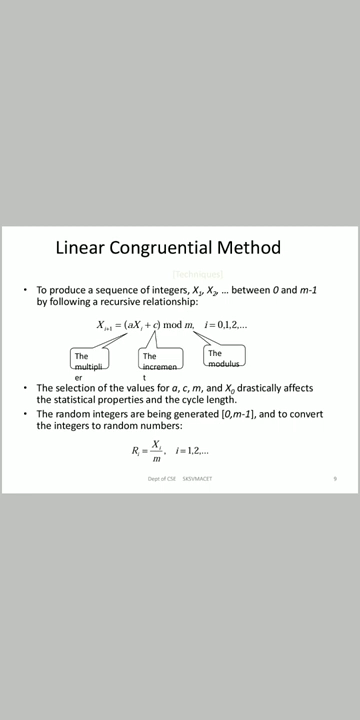 Linear Congruential Method
[Techniques]
• To produce a sequence of integers, X₁, X₂, … between 0 and m-1
by following a recursive relationship:
Xᵢ₊₁ = (aXᵢ + c) mod m, i = 0,1,2,...
The The The
multipli incremen modulus
er t
• The selection of the values for a, c, m, and X₀ drastically affects
the statistical properties and the cycle length.
• The random integers are being generated [0,m-1], and to convert
the integers to random numbers:
Rᵢ = Xᵢ/m, i = 1,2,...
Dept of CSE SKSVMACET 9